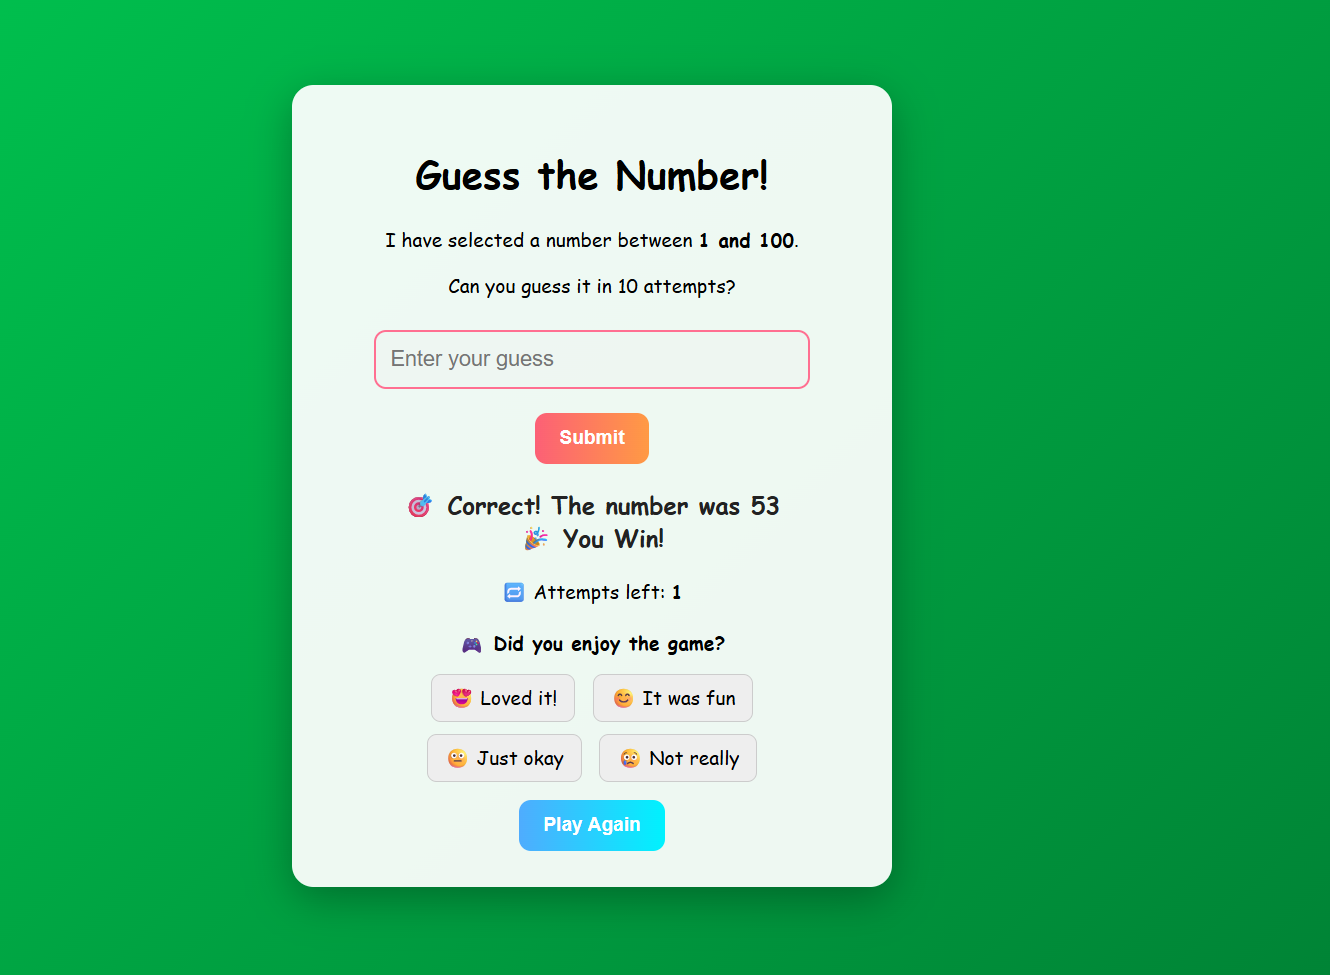 Guess the Number!
I have selected a number between 1 and 100.
Can you guess it in 10 attempts?
Enter your guess
Submit
🎯 Correct! The number was 53
🎉 You Win!
🔁 Attempts left: 1
🎮 Did you enjoy the game?
😍 Loved it! 😊 It was fun
😐 Just okay 😢 Not really
Play Again